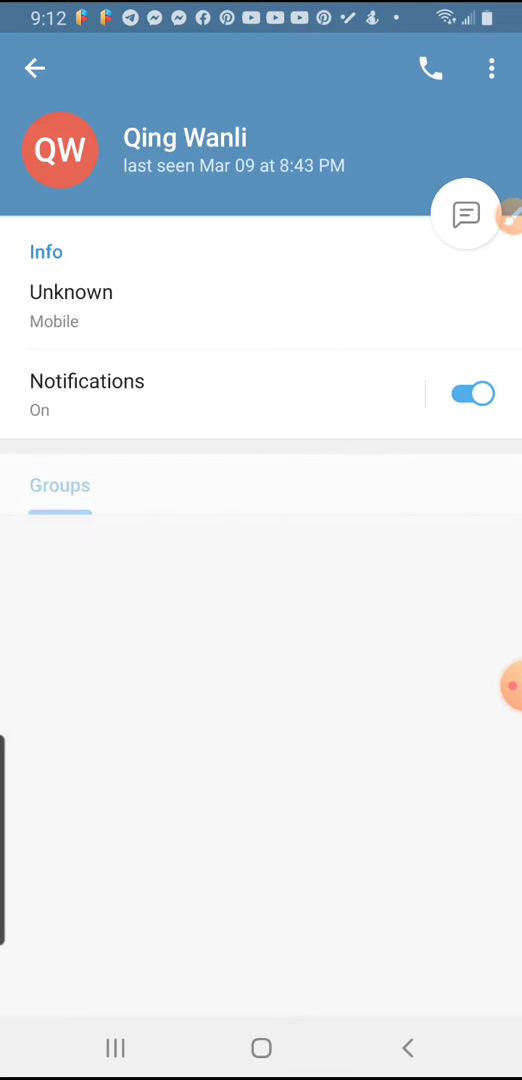 9:12
QW
Qing Wanli
last seen Mar 09 at 8:43 PM
Info
Unknown
Mobile
Notifications
On
Groups